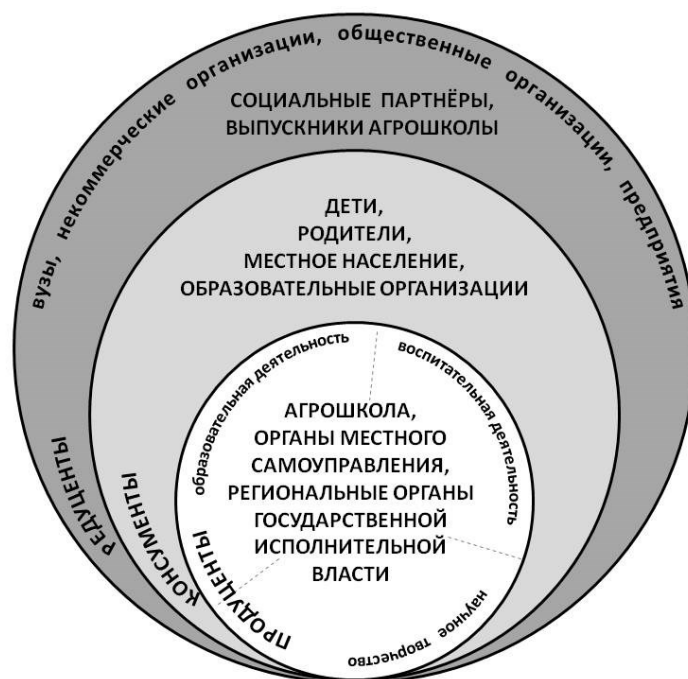 вузы, некоммерческие организации, общественные организации, предприятия
СОЦИАЛЬНЫЕ ПАРТНЁРЫ,
ВЫПУСКНИКИ АГРОШКОЛЫ
ДЕТИ,
РОДИТЕЛИ,
МЕСТНОЕ НАСЕЛЕНИЕ,
ОБРАЗОВАТЕЛЬНЫЕ ОРГАНИЗАЦИИ
образовательная деятельность
воспитательная деятельность
АГРОШКОЛА,
ОРГАНЫ МЕСТНОГО
САМОУПРАВЛЕНИЯ,
РЕГИОНАЛЬНЫЕ ОРГАНЫ
ГОСУДАРСТВЕННОЙ
ИСПОЛНИТЕЛЬНОЙ
ВЛАСТИ
РЕДУЦЕНТЫ
КОНСУМЕНТЫ
ПРОДУЦЕНТЫ
научное творчество